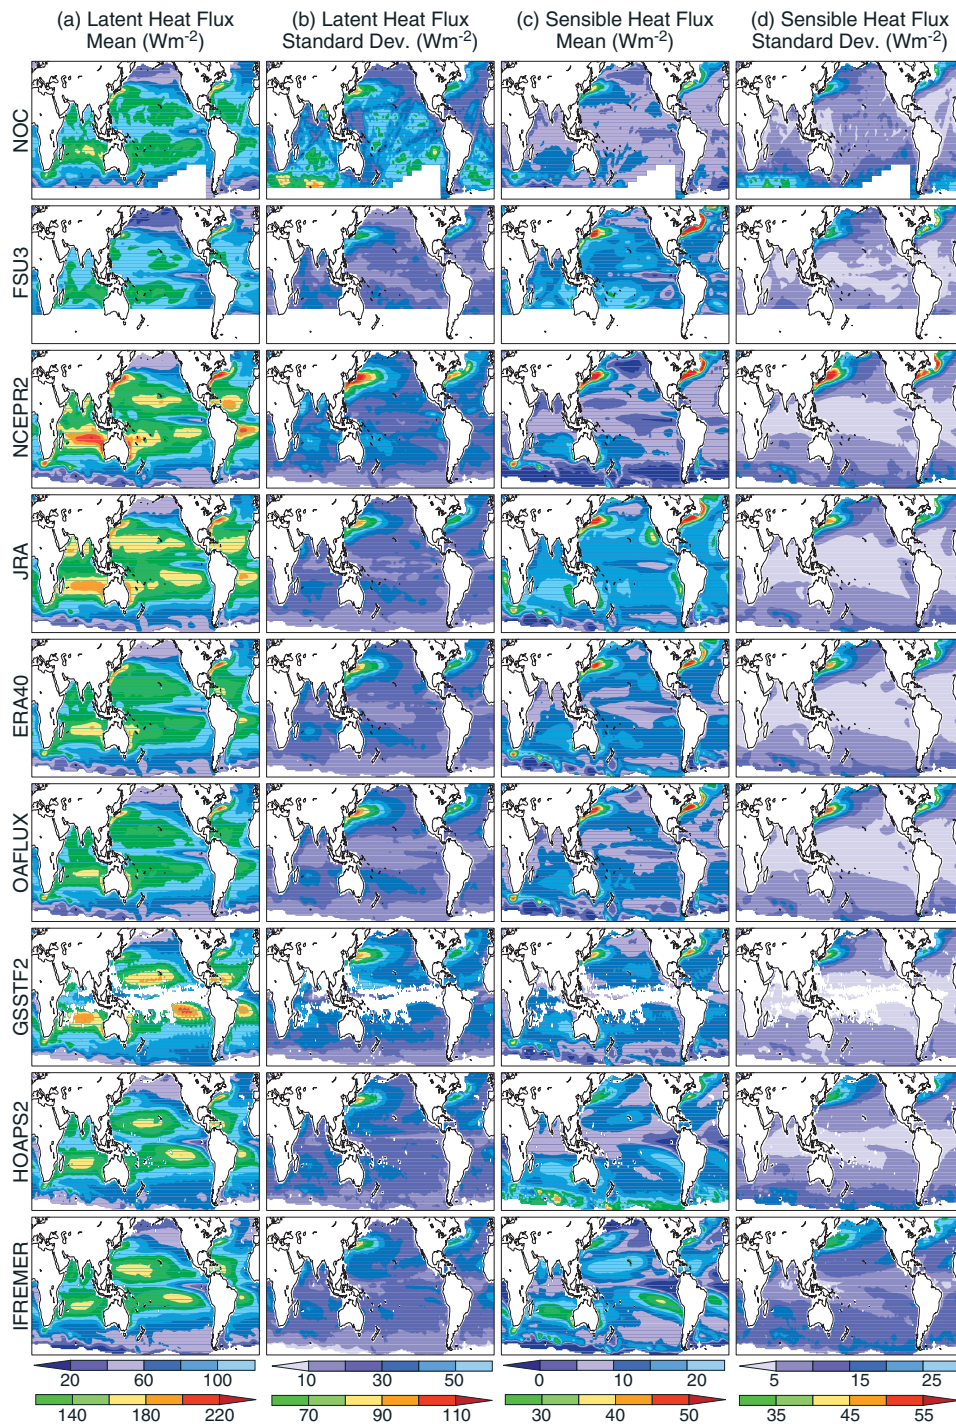 (a) Latent Heat Flux (b) Latent Heat Flux (c) Sensible Heat Flux (d) Sensible Heat Flux
Mean (Wm-2) Standard Dev. (Wm-2) Mean (Wm-2) Standard Dev. (Wm-2)
NOC
FSU3
NCEPR2
JRA
ERA40
OAFLUX
GSSTF2
HOAPS2
IFREMER
20 60 100 10 30 50 0 10 20 5 15 25
140 180 220 70 90 110 30 40 50 35 45 55